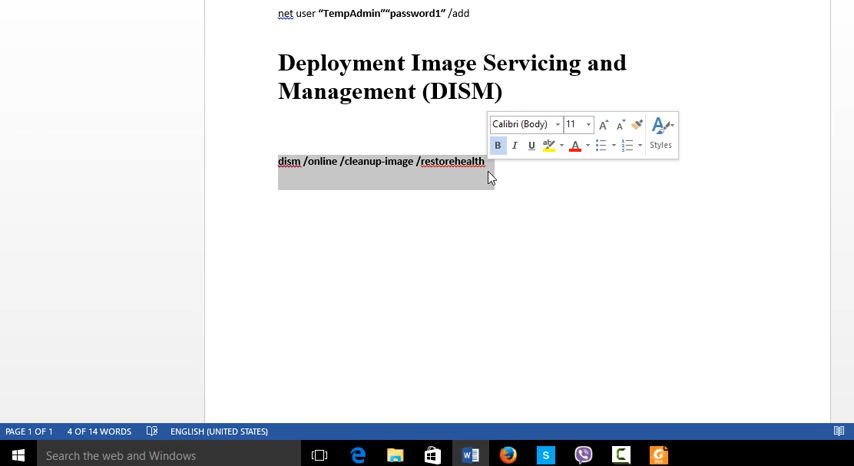 net user “TempAdmin”“password1” /add
Deployment Image Servicing and
Management (DISM)
Calibri (Body) 11
B I U
Styles
dism /online /cleanup-image /restorehealth
PAGE 1 OF 1 4 OF 14 WORDS ENGLISH (UNITED STATES)
Search the web and Windows